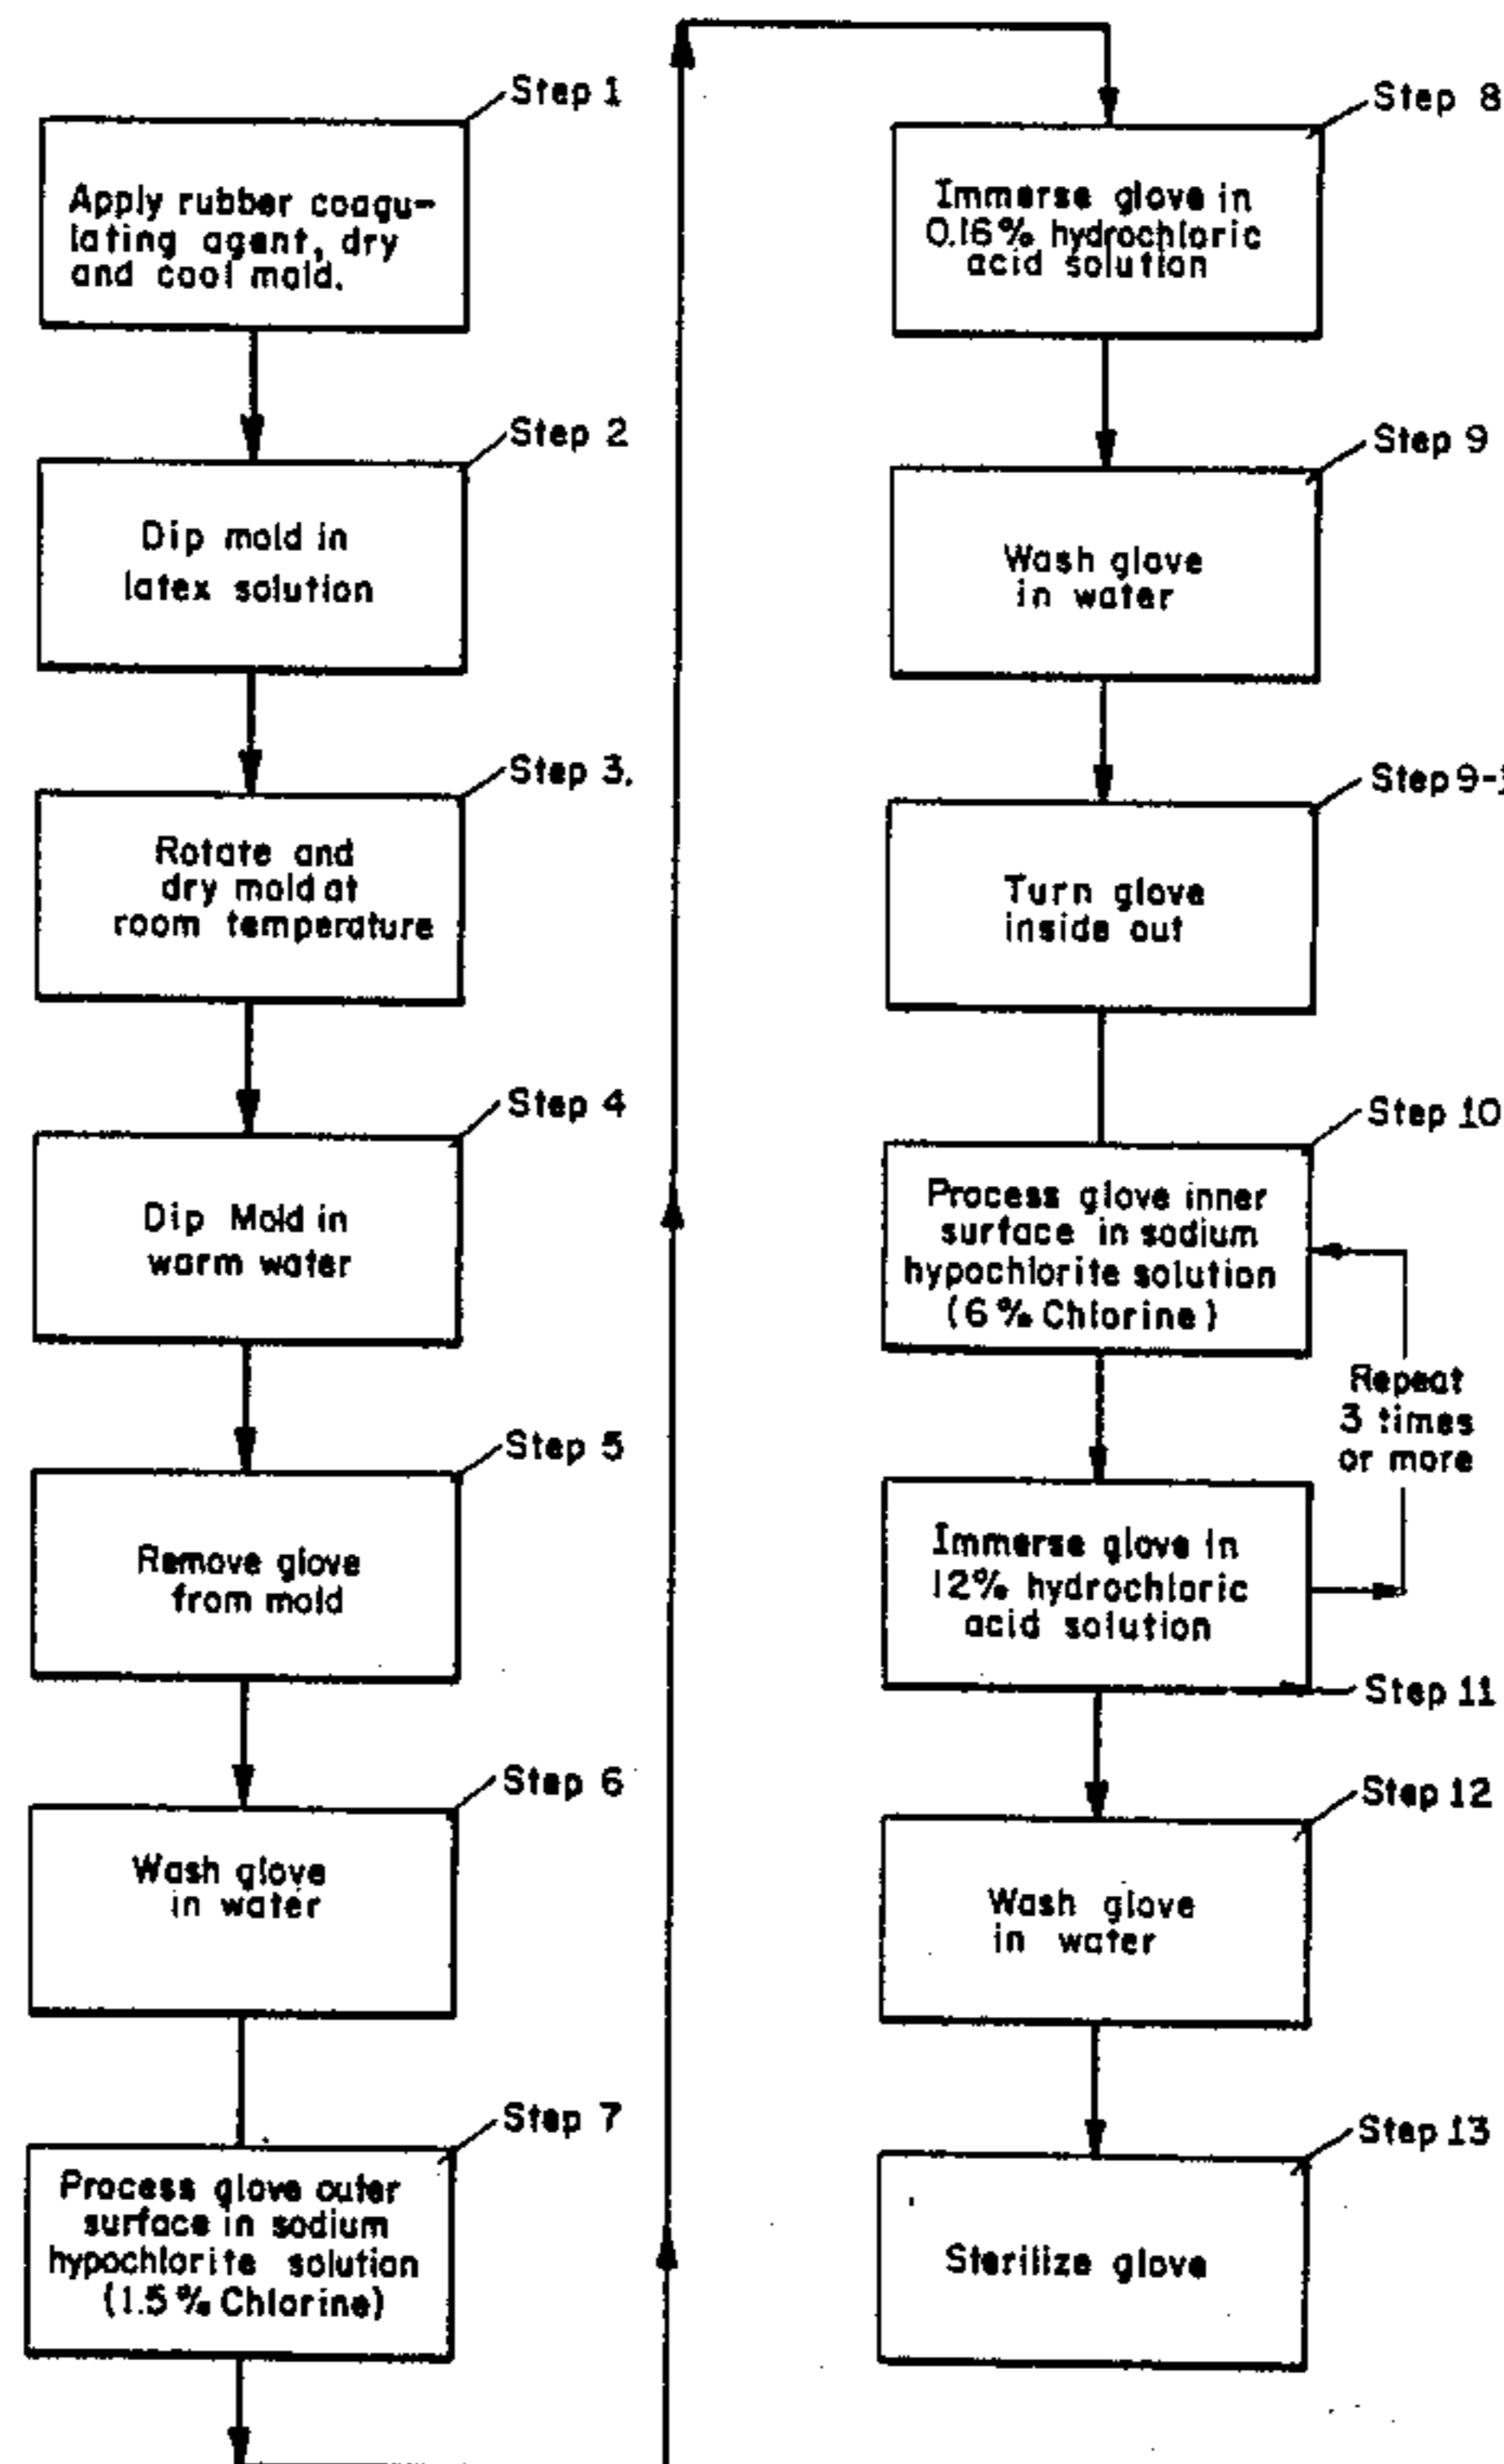 Step 1
Apply rubber coagu-
lating agent, dry
and cool mold.
Step 2
Dip mold in
latex solution
Step 3.
Rotate and
dry mold at
room temperature
Step 4
Dip Mold in
warm water
Step 5
Remove glove
from mold
Step 6
Wash glove
in water
Step 7
Process glove outer
surface in sodium
hypochlorite solution
(1.5% Chlorine)
Step 8
Immerse glove in
0.16% hydrochloric
acid solution
Step 9
Wash glove
in water
Step 9-1
Turn glove
inside out
Step 10
Process glove inner
surface in sodium
hypochlorite solution
(6% Chlorine)
Repeat
3 times
or more
Immerse glove in
12% hydrochloric
acid solution
Step 11
Step 12
Wash glove
in water
Step 13
Sterilize glove